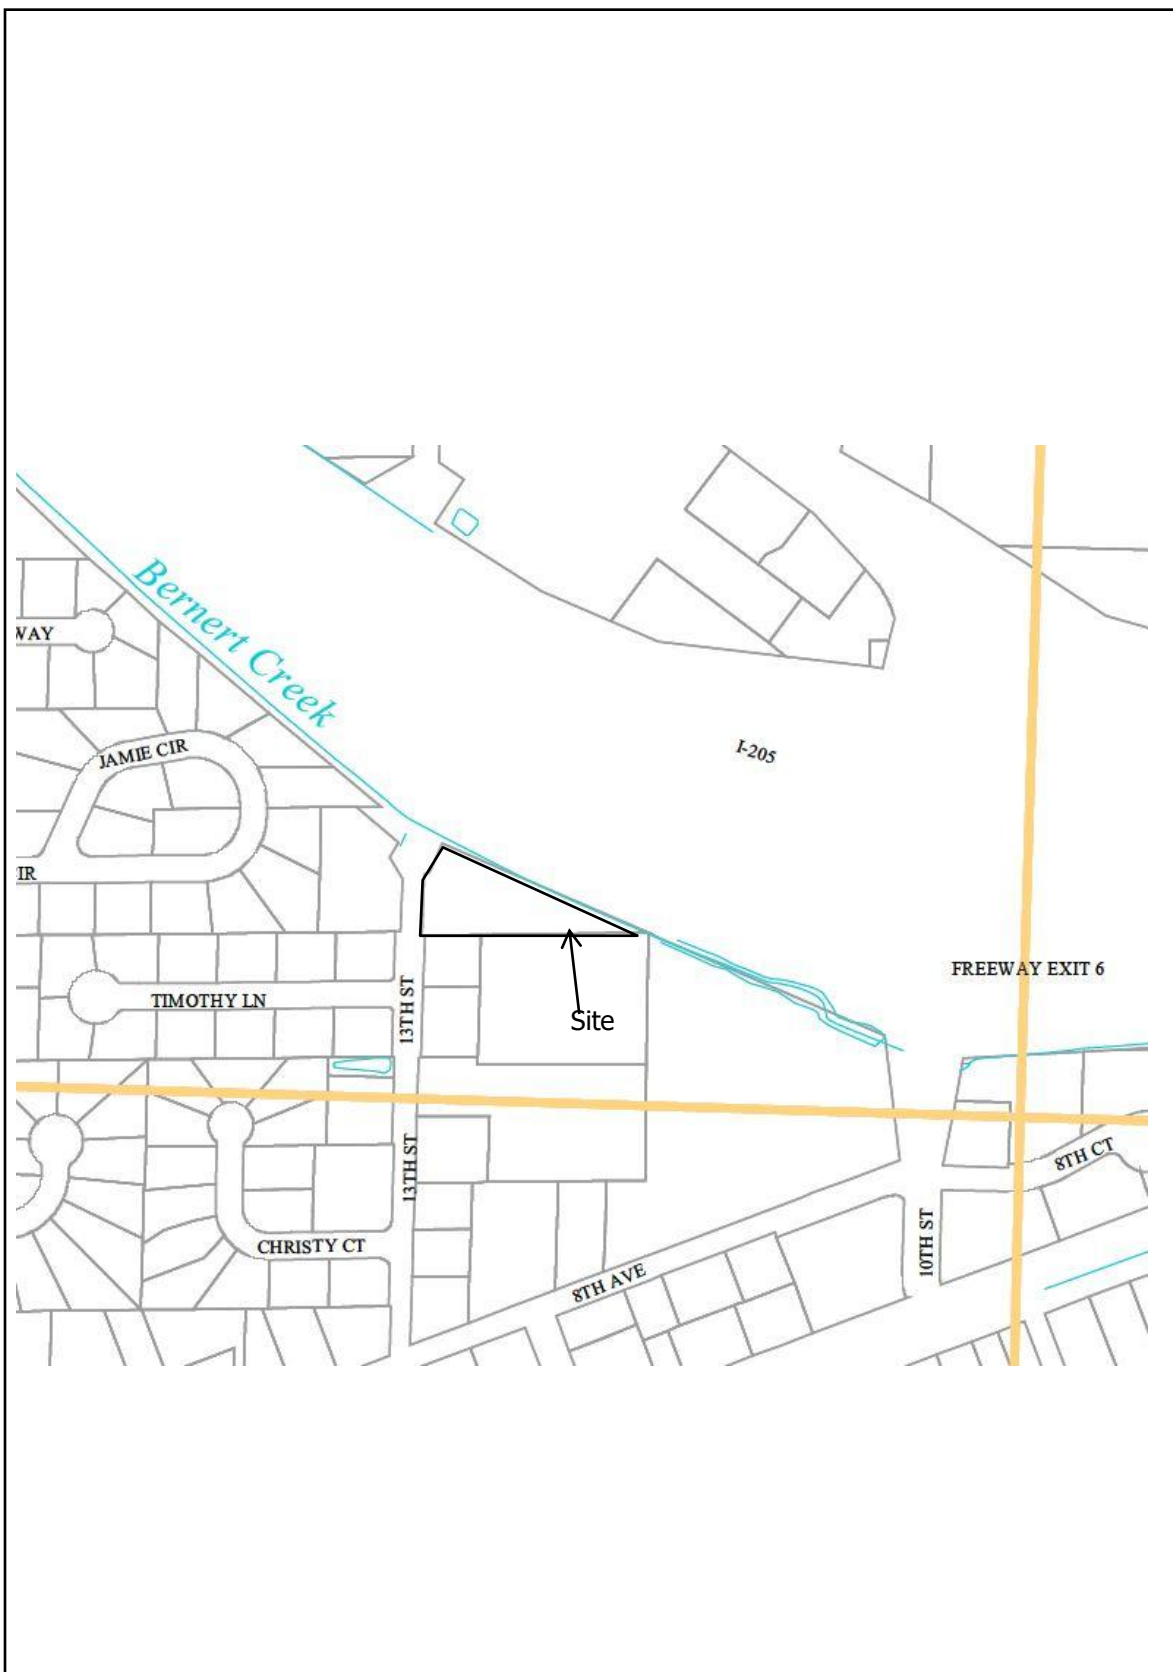 Bernert Creek
WAY
JAMIE CIR
I-205
IR
FREEWAY EXIT 6
TIMOTHY LN
13TH ST
Site
13TH ST
8TH CT
10TH ST
CHRISTY CT
8TH AVE